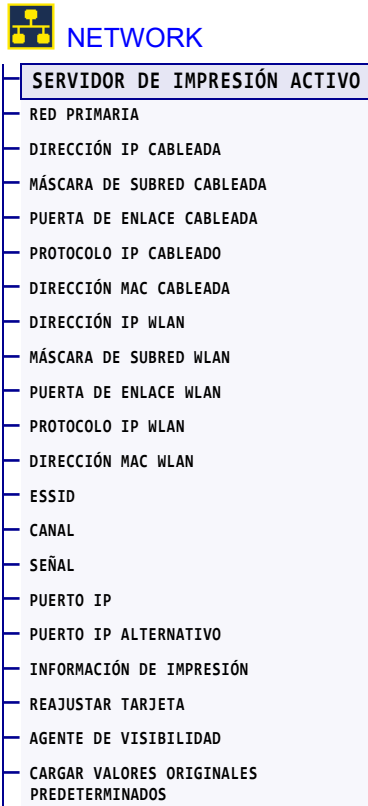 NETWORK
SERVIDOR DE IMPRESIÓN ACTIVO
RED PRIMARIA
DIRECCIÓN IP CABLEADA
MÁSCARA DE SUBRED CABLEADA
PUERTA DE ENLACE CABLEADA
PROTOCOLO IP CABLEADO
DIRECCIÓN MAC CABLEADA
DIRECCIÓN IP WLAN
MÁSCARA DE SUBRED WLAN
PUERTA DE ENLACE WLAN
PROTOCOLO IP WLAN
DIRECCIÓN MAC WLAN
ESSID
CANAL
SEÑAL
PUERTO IP
PUERTO IP ALTERNATIVO
INFORMACIÓN DE IMPRESIÓN
REAJUSTAR TARJETA
AGENTE DE VISIBILIDAD
CARGAR VALORES ORIGINALES
PREDETERMINADOS